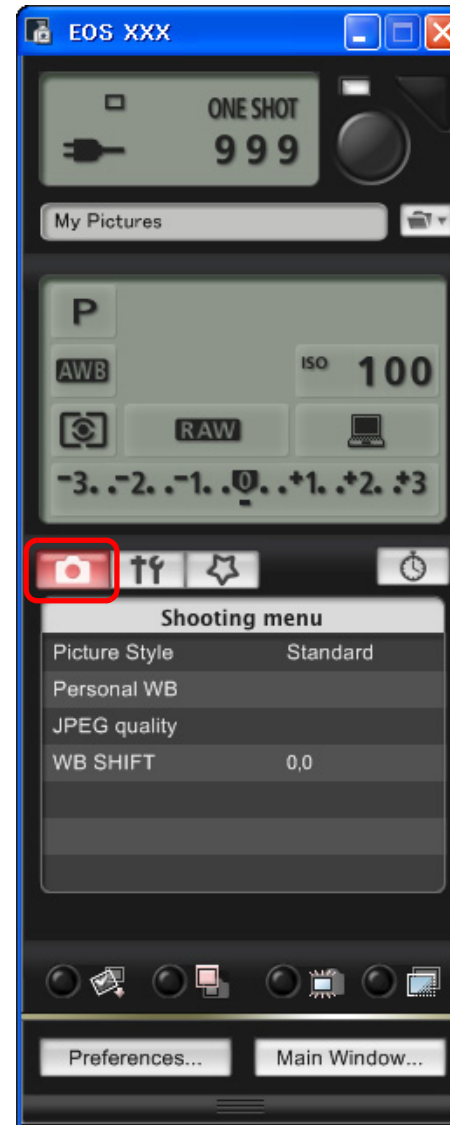 EOS XXX
ONE SHOT
999
My Pictures
P
AWB
ISO 100
RAW
-3. .-2. .-1. .0. .+1. .+2. .+3
Shooting menu
Picture Style Standard
Personal WB
JPEG quality
WB SHIFT 0,0
Preferences... Main Window...